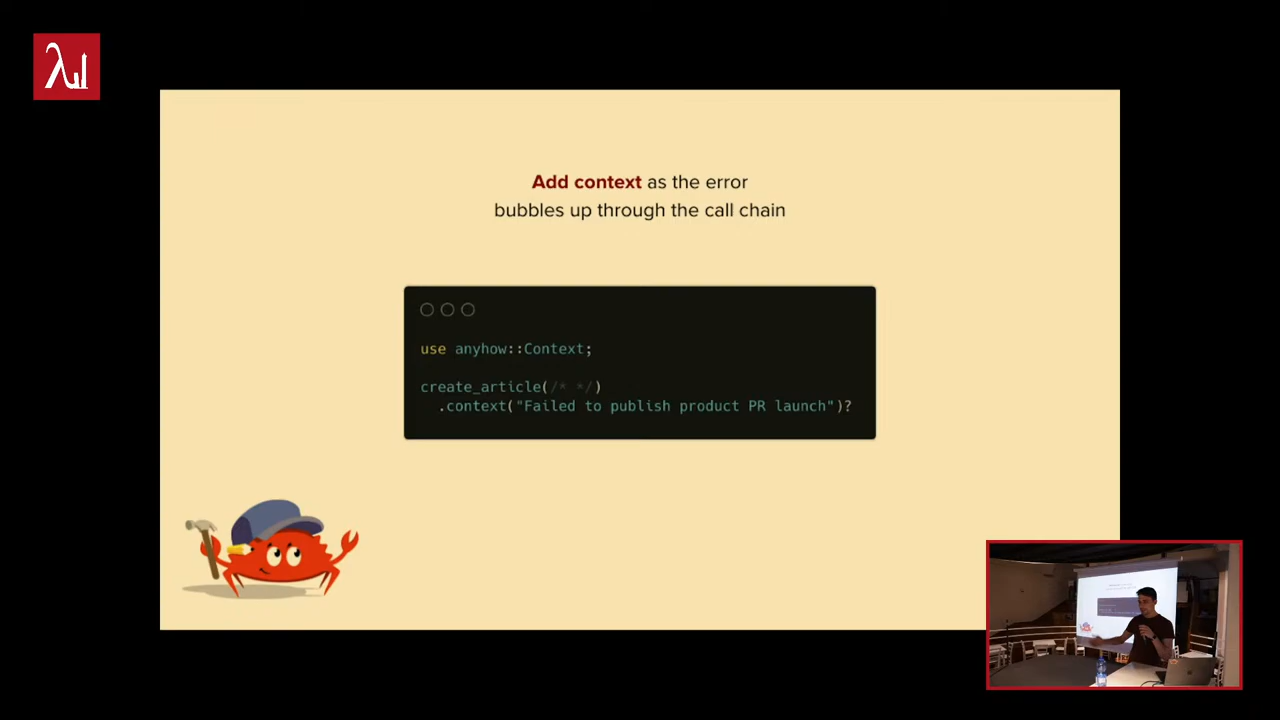 λ
Add context as the error
bubbles up through the call chain
use anyhow::Context;
create_article(/* */)
.context("Failed to publish product PR launch")?